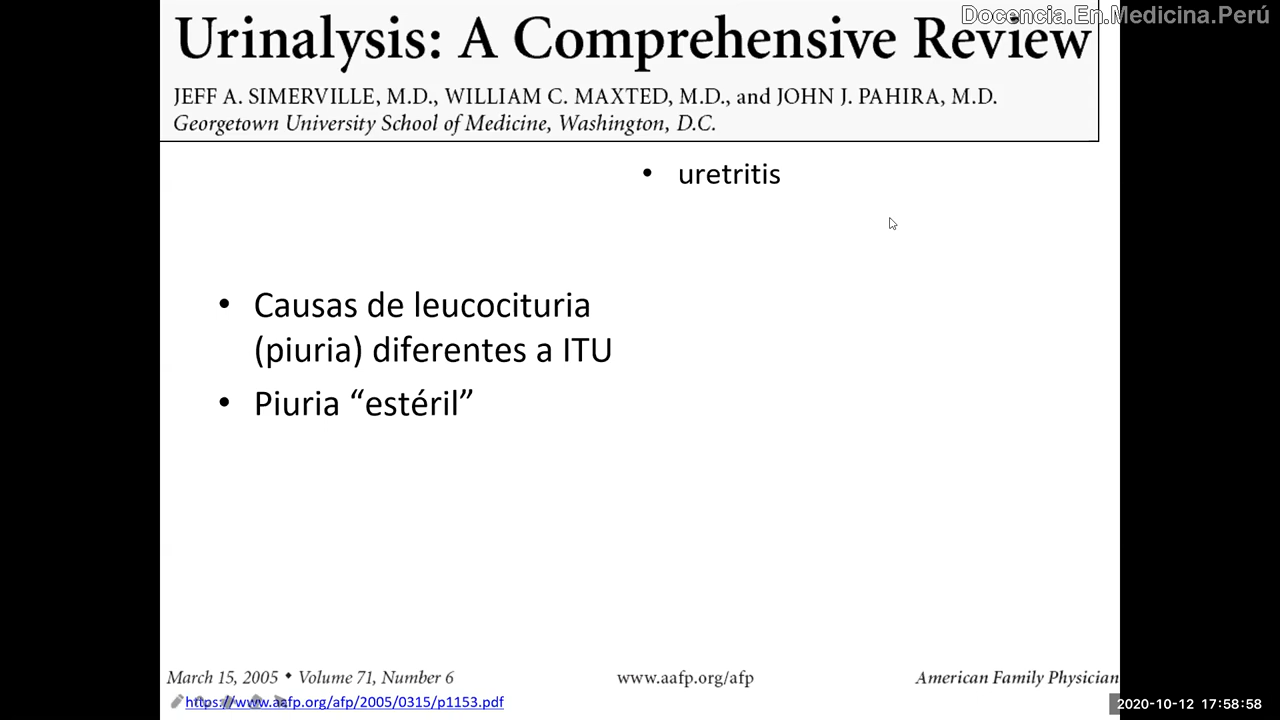 Docencia.En.Medicina.Perú
Urinalysis: A Comprehensive Review
JEFF A. SIMERVILLE, M.D., WILLIAM C. MAXTED, M.D., and JOHN J. PAHIRA, M.D.
Georgetown University School of Medicine, Washington, D.C.
• uretritis
• Causas de leucocituria
(piuria) diferentes a ITU
• Piuria “estéril”
March 15, 2005 ◆ Volume 71, Number 6 www.aafp.org/afp American Family Physician
https://www.aafp.org/afp/2005/0315/p1153.pdf
2020-10-12 17:58:58